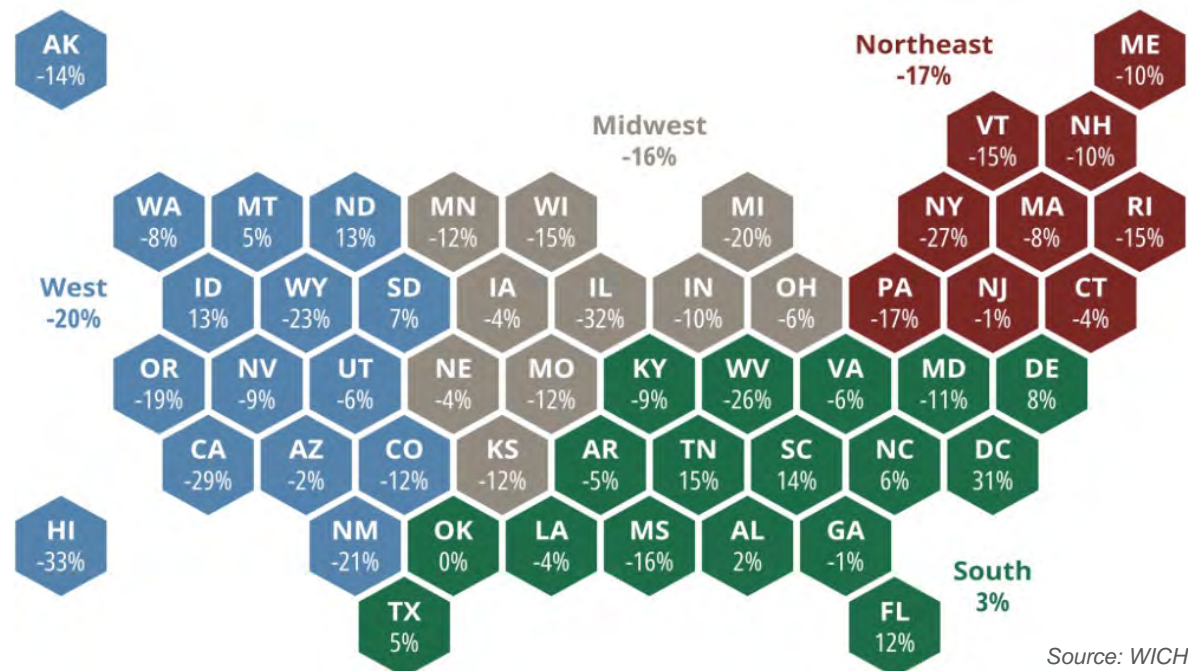 AK
-14%
Northeast
-17%
ME
-10%
Midwest
-16%
VT
-15%
NH
-10%
WA
-8%
MT
5%
ND
13%
MN
-12%
WI
-15%
MI
-20%
NY
-27%
MA
-8%
RI
-15%
West
-20%
ID
13%
WY
-23%
SD
7%
IA
-4%
IL
-32%
IN
-10%
OH
-6%
PA
-17%
NJ
-1%
CT
-4%
OR
-19%
NV
-9%
UT
-6%
NE
-4%
MO
-12%
KY
-9%
WV
-26%
VA
-6%
MD
-11%
DE
8%
CA
-29%
AZ
-2%
CO
-12%
KS
-12%
AR
-5%
TN
15%
SC
14%
NC
6%
DC
31%
HI
-33%
NM
-21%
OK
0%
LA
-4%
MS
-16%
AL
2%
GA
-1%
South
3%
TX
5%
FL
12%
Source: WICH